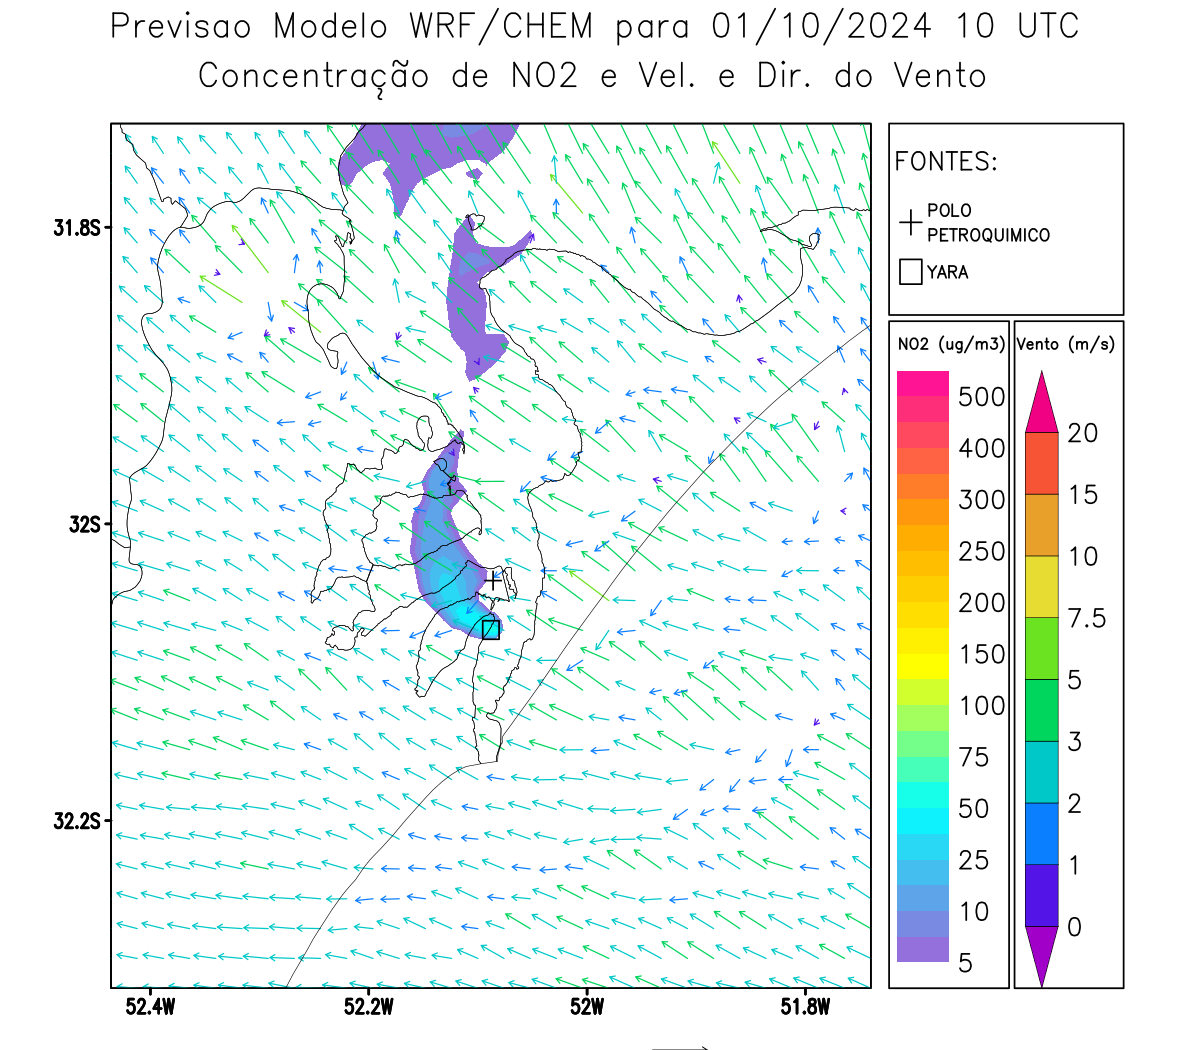 Previsao Modelo WRF/CHEM para 01/10/2024 10 UTC
Concentração de NO2 e Vel. e Dir. do Vento
FONTES:
POLO
PETROQUIMICO
YARA
NO2 (ug/m3)
500
400
300
250
200
150
100
75
50
25
10
5
Vento (m/s)
20
15
10
7.5
5
3
2
1
0
31.8S
32S
32.2S
52.4W
52.2W
52W
51.8W